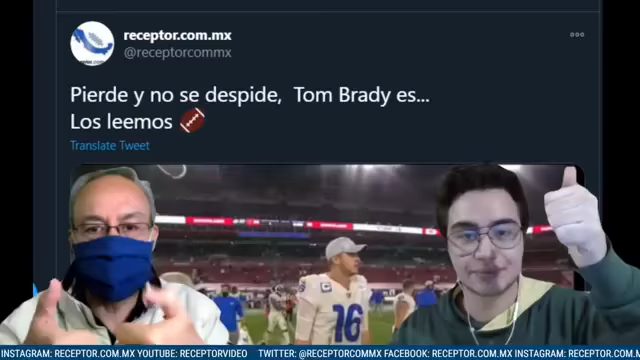 receptor.com.mx
@receptorcommx
Pierde y no se despide, Tom Brady es...
Los leemos 🏈
Translate Tweet
16
INSTAGRAM: RECEPTOR.COM.MX YOUTUBE: RECEPTORVIDEO TWITTER: @RECEPTORCOMMX FACEBOOK: RECEPTOR.COM.MX INSTAGRAM: RECEPTOR.COM.M